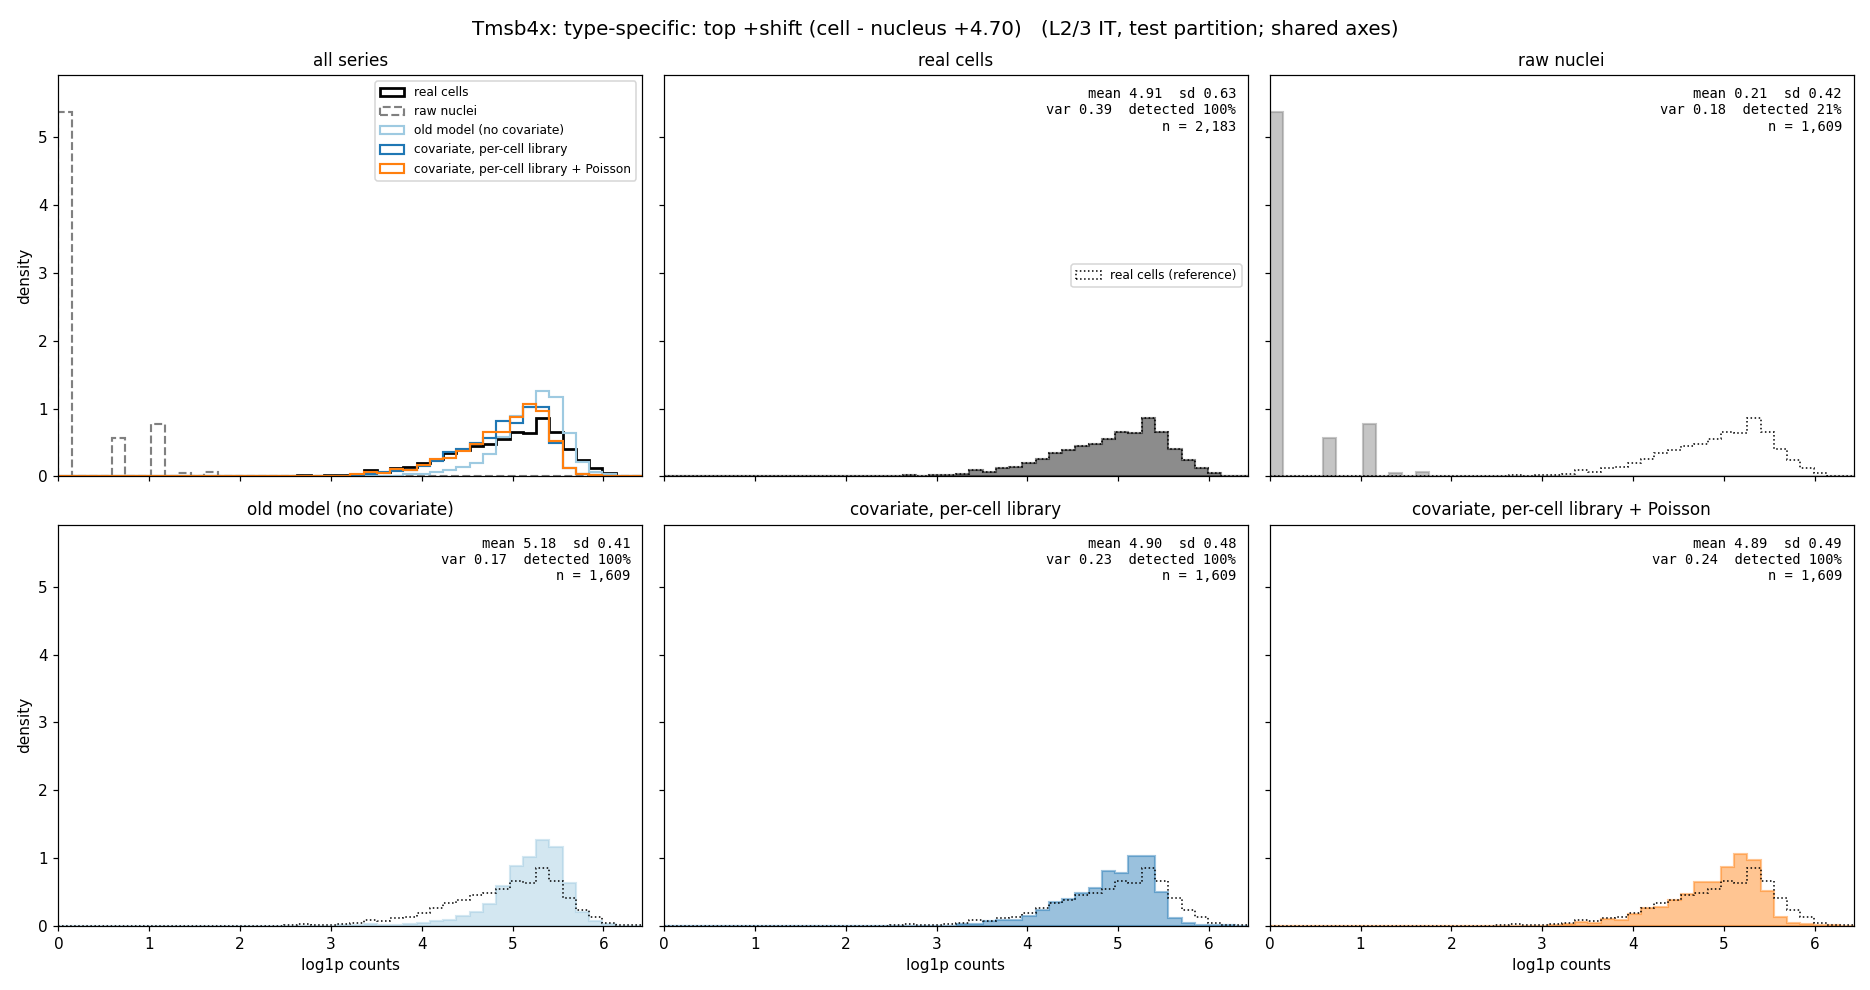 Tmsb4x: type-specific: top +shift (cell - nucleus +4.70)   (L2/3 IT, test partition; shared axes)
all series
real cells
raw nuclei
density
5
4
3
2
1
0
real cells
raw nuclei
old model (no covariate)
covariate, per-cell library
covariate, per-cell library + Poisson
mean 4.91  sd 0.63
var 0.39  detected 100%
n = 2,183
real cells (reference)
mean 0.21  sd 0.42
var 0.18  detected 21%
n = 1,609
old model (no covariate)
covariate, per-cell library
covariate, per-cell library + Poisson
density
5
4
3
2
1
0
mean 5.18  sd 0.41
var 0.17  detected 100%
n = 1,609
0 1 2 3 4 5 6
log1p counts
mean 4.90  sd 0.48
var 0.23  detected 100%
n = 1,609
0 1 2 3 4 5 6
log1p counts
mean 4.89  sd 0.49
var 0.24  detected 100%
n = 1,609
0 1 2 3 4 5 6
log1p counts